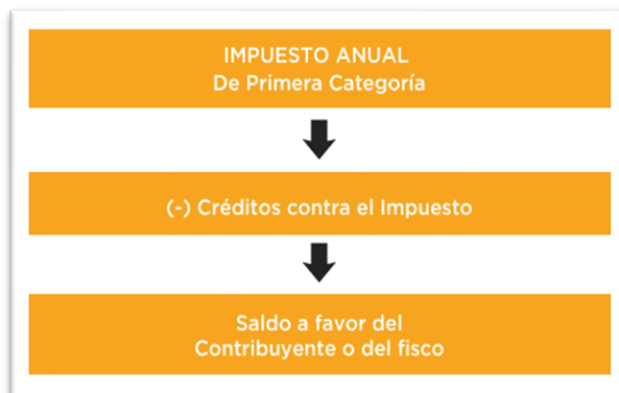 IMPUESTO ANUAL
De Primera Categoría
(-) Créditos contra el Impuesto
Saldo a favor del
Contribuyente o del fisco